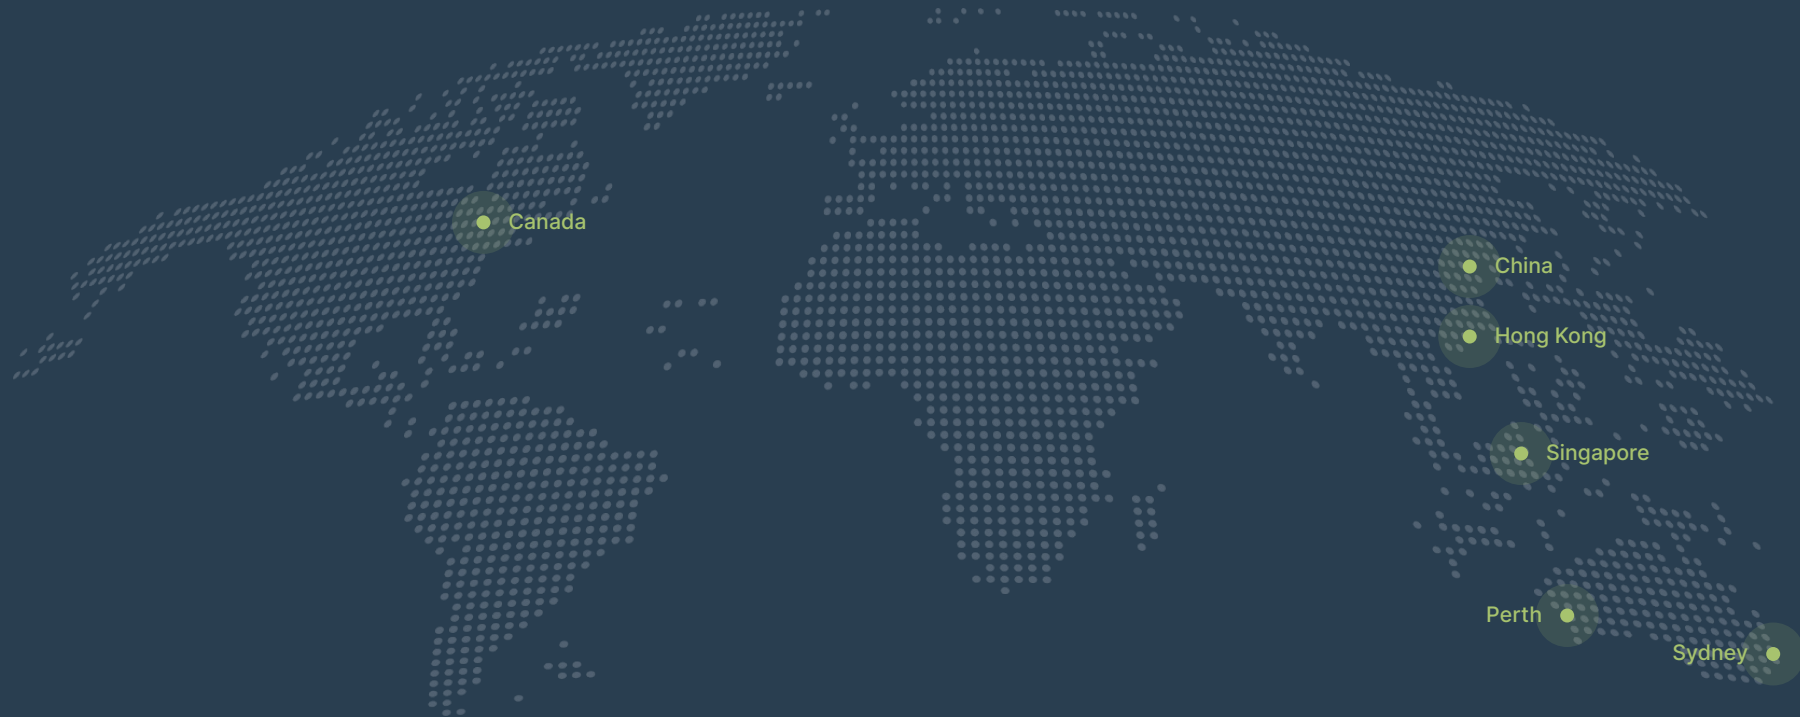 Canada
China
Hong Kong
Singapore
Perth
Sydney